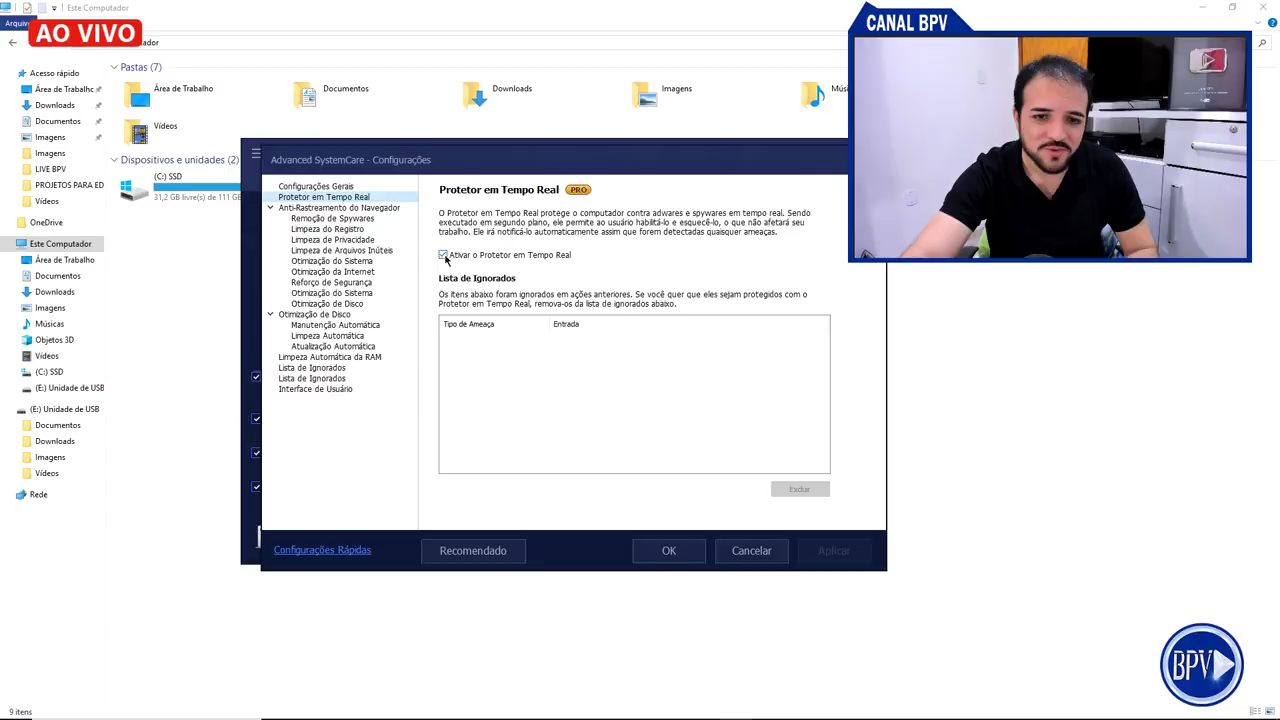 Este Computador
Arquivo
AO VIVO
ador
Acesso rápido
Área de Trabalhc
Downloads
Documentos
Imagens
Imagens
LIVE BPV
PROJETOS PARA ED
Vídeos
OneDrive
Este Computador
Área de Trabalho
Documentos
Downloads
Imagens
Músicas
Objetos 3D
Vídeos
(C:) SSD
(E:) Unidade de USB
(E:) Unidade de USB
Documentos
Downloads
Imagens
Vídeos
Rede
9 itens
Pastas (7)
Área de Trabalho
Documentos
Downloads
Imagens
Músi
Vídeos
Dispositivos e unidades (2)
(C:) SSD
31,2 GB livre(s) de 111 G
CANAL BPV
Advanced SystemCare - Configurações
Configurações Gerais
Protetor em Tempo Real
Anti-Rastreamento do Navegador
Remoção de Spywares
Limpeza do Registro
Limpeza de Privacidade
Limpeza de Arquivos Inúteis
Otimização do Sistema
Otimização da Internet
Reforço de Segurança
Otimização do Sistema
Otimização de Disco
Otimização de Disco
Manutenção Automática
Limpeza Automática
Atualização Automática
Limpeza Automática da RAM
Lista de Ignorados
Lista de Ignorados
Interface de Usuário
Protetor em Tempo Real PRO
O Protetor em Tempo Real protege o computador contra adwares e spywares em tempo real. Sendo
executado em segundo plano, ele permite ao usuário habilitá-lo e esquecê-lo, o que não afetará seu
trabalho. Ele irá notificá-lo automaticamente assim que forem detectadas quaisquer ameaças.
Ativar o Protetor em Tempo Real
Lista de Ignorados
Os itens abaixo foram ignorados em ações anteriores. Se você quer que eles sejam protegidos com o
Protetor em Tempo Real, remova-os da lista de ignorados abaixo.
Tipo de Ameaça
Entrada
Excluir
Configurações Rápidas
Recomendado
OK
Cancelar
Aplicar
BPV